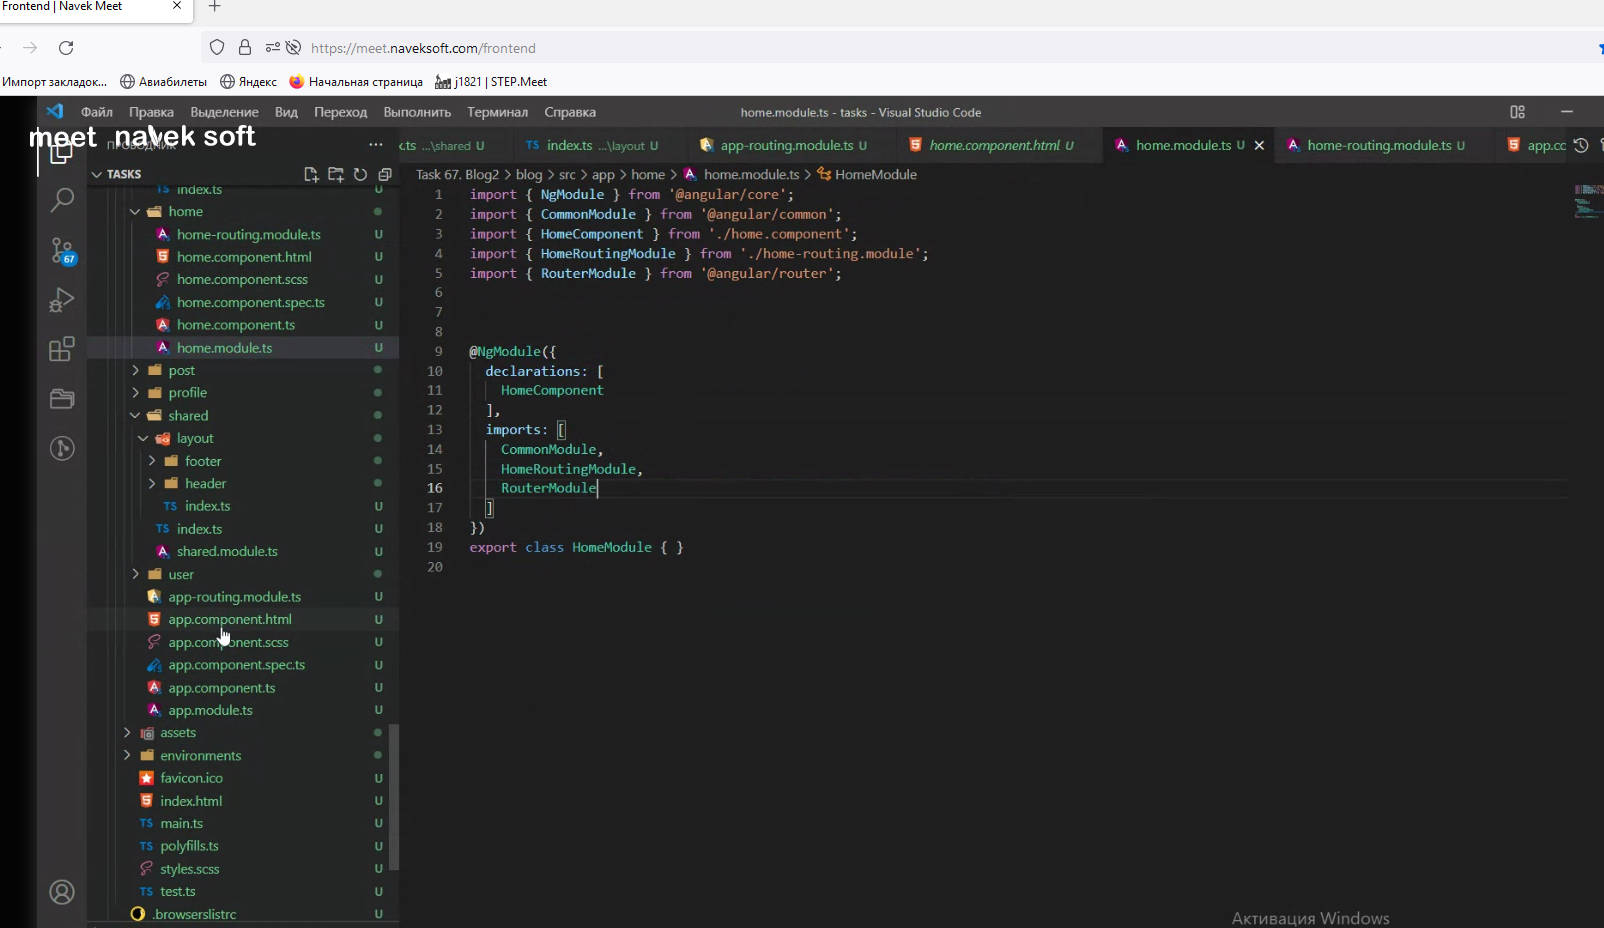 Frontend | Navek Meet
https://meet.naveksoft.com/frontend
Импорт закладок... Авиабилеты Яндекс Начальная страница j1821 | STEP.Meet
Файл Правка Выделение Вид Переход Выполнить Терминал Справка home.module.ts - tasks - Visual Studio Code
meet navek soft
ПРОВОДНИК
...
k.ts ...\shared U TS index.ts ...\layout U app-routing.module.ts U home.component.html U home.module.ts U home-routing.module.ts U app.cc
TASKS
Task 67. Blog2 > blog > src > app > home > home.module.ts > HomeModule
TS index.ts U
home
home-routing.module.ts U
home.component.html U
home.component.scss U
home.component.spec.ts U
home.component.ts U
home.module.ts U
post
profile
shared
layout
footer
header
TS index.ts U
TS index.ts U
shared.module.ts U
user
app-routing.module.ts U
app.component.html U
app.component.scss U
app.component.spec.ts U
app.component.ts U
app.module.ts U
assets
environments
favicon.ico U
index.html U
TS main.ts U
TS polyfills.ts U
styles.scss U
TS test.ts U
.browserslistrc U
67
1 import { NgModule } from '@angular/core';
2 import { CommonModule } from '@angular/common';
3 import { HomeComponent } from './home.component';
4 import { HomeRoutingModule } from './home-routing.module';
5 import { RouterModule } from '@angular/router';
6
7
8
9 @NgModule({
10 declarations: [
11 HomeComponent
12 ],
13 imports: [
14 CommonModule,
15 HomeRoutingModule,
16 RouterModule
17 ]
18 })
19 export class HomeModule { }
20
Активация Windows